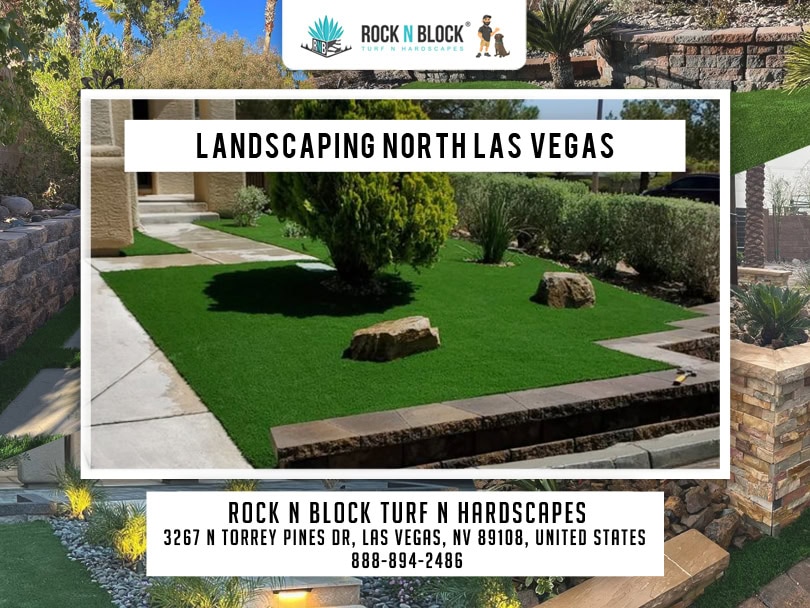 RNB
ROCK N BLOCK®
TURF N HARDSCAPES
LANDSCAPING NORTH LAS VEGAS
ROCK N BLOCK TURF N HARDSCAPES
3267 N TORREY PINES DR, LAS VEGAS, NV 89108, UNITED STATES
888-894-2486